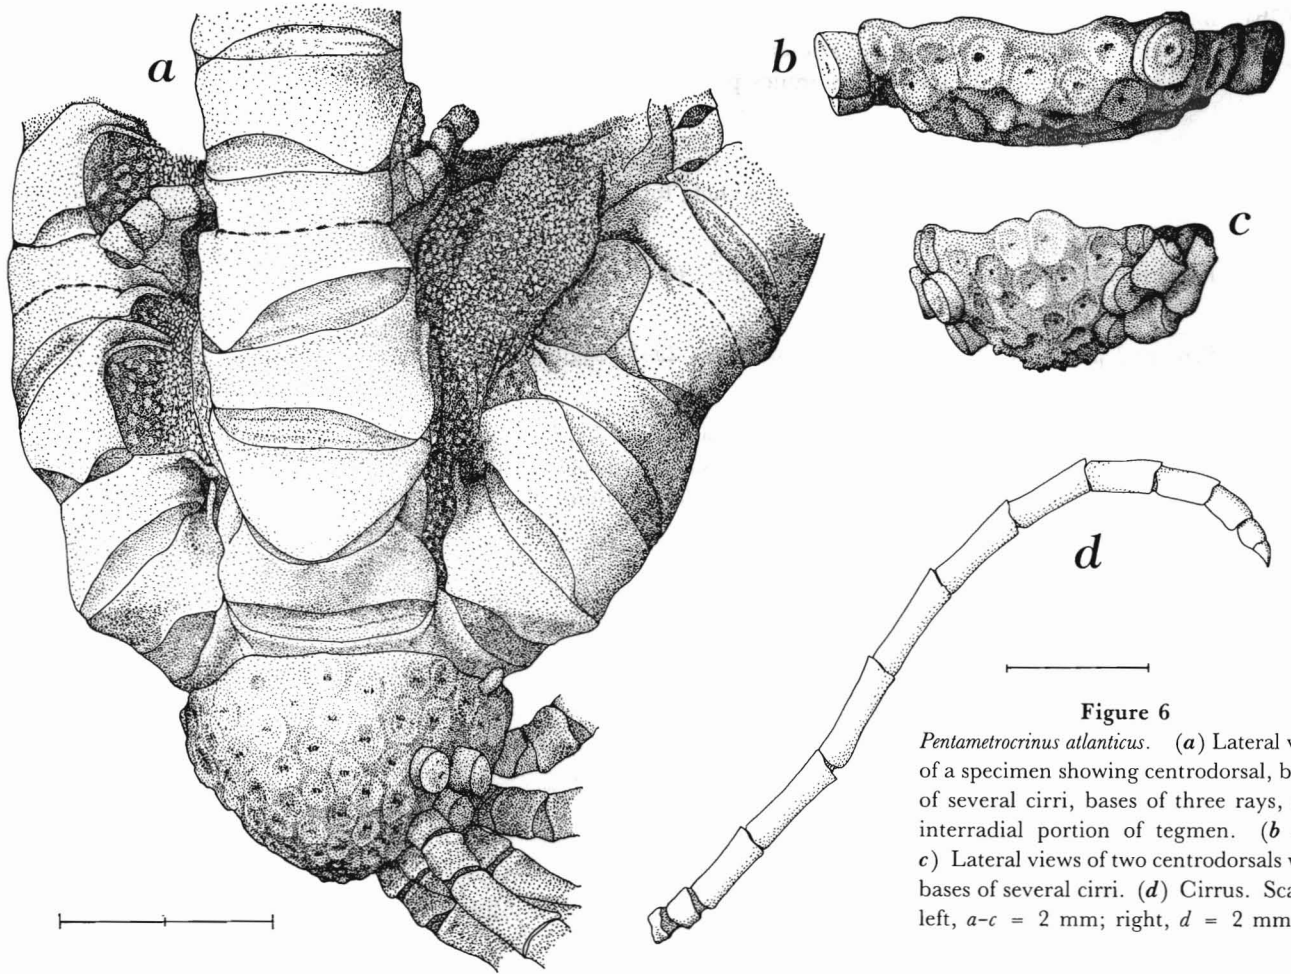 a
b
c
d
Figure 6
Pentametrocrinus atlanticus. (a) Lateral
of a specimen showing centrodorsal,
of several cirri, bases of three rays,
interradial portion of tegmen. (b
c) Lateral views of two centrodorsals
bases of several cirri. (d) Cirrus.
left, a–c = 2 mm; right, d = 2 mm